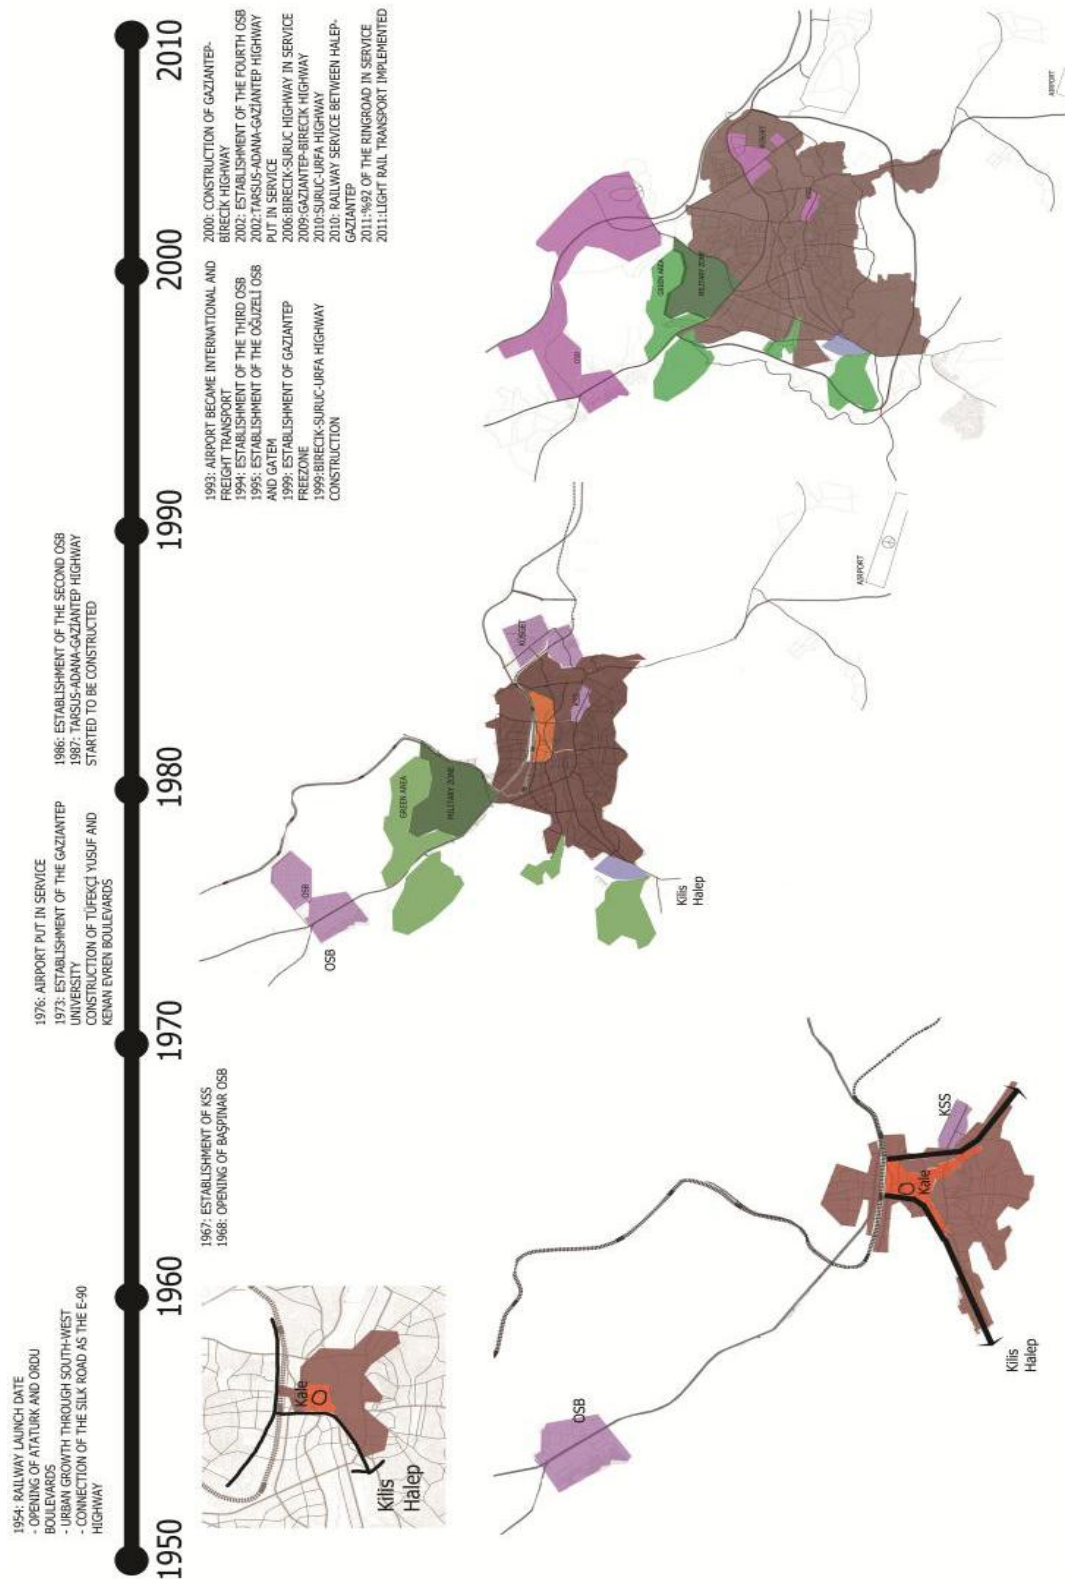 1954: RAILWAY LAUNCH DATE
- OPENING OF ATATURK AND ORDU
BOULEVARDS
- URBAN GROWTH THROUGH SOUTH-WEST
- CONNECTION OF THE SILK ROAD AS THE E-90
HIGHWAY
1976: AIRPORT PUT IN SERVICE
1973: ESTABLISHMENT OF THE GAZIANTEP
UNIVERSITY
CONSTRUCTION OF TÜFEKÇİ YUSUF AND
KENAN EVREN BOULEVARDS
1986: ESTABLISHMENT OF THE SECOND OSB
1987: TARSUS-ADANA-GAZİANTEP HIGHWAY
STARTED TO BE CONSTRUCTED
1950
1960
1970
1980
1990
2000
2010
1967: ESTABLISHMENT OF KSS
1968: OPENING OF BAŞPINAR OSB
1993: AIRPORT BECAME INTERNATIONAL AND
FREIGHT TRANSPORT
1994: ESTABLISHMENT OF THE THIRD OSB
1995: ESTABLISHMENT OF THE OĞUZELİ OSB
AND GATEM
1999: ESTABLISHMENT OF GAZIANTEP
FREEZONE
1999:BIRECIK-SURUC-URFA HIGHWAY
CONSTRUCTION
2000: CONSTRUCTION OF GAZIANTEP-
BİRECİK HIGHWAY
2002: ESTABLISHMENT OF THE FOURTH OSB
2002:TARSUS-ADANA-GAZİANTEP HIGHWAY
PUT IN SERVICE
2006:BIRECIK-SURUC HIGHWAY IN SERVICE
2009:GAZIANTEP-BIRECIK HIGHWAY
2010:SURUC-URFA HIGHWAY
2010: RAILWAY SERVICE BETWEEN HALEP-
GAZIANTEP
2011:%92 OF THE RINGROAD IN SERVICE
2011:LIGHT RAIL TRANSPORT IMPLEMENTED
Kale
Kilis
Halep
OSB
Kale
KSS
Kilis
Halep
OSB
OSB
GREEN AREA
MILITARY ZONE
KÜSGET
KSS
Kilis
Halep
AIRPORT
OSB
GREEN AREA
MILITARY ZONE
KÜSGET
KSS
AIRPORT